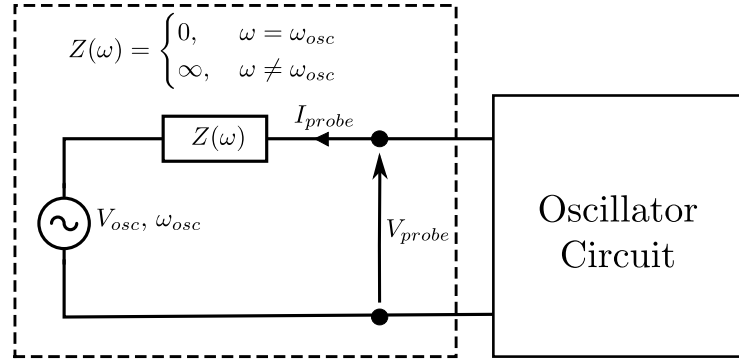 Z(ω) = { 0, ω = ω_osc
∞, ω ≠ ω_osc
I_probe
Z(ω)
V_osc, ω_osc
V_probe
Oscillator
Circuit